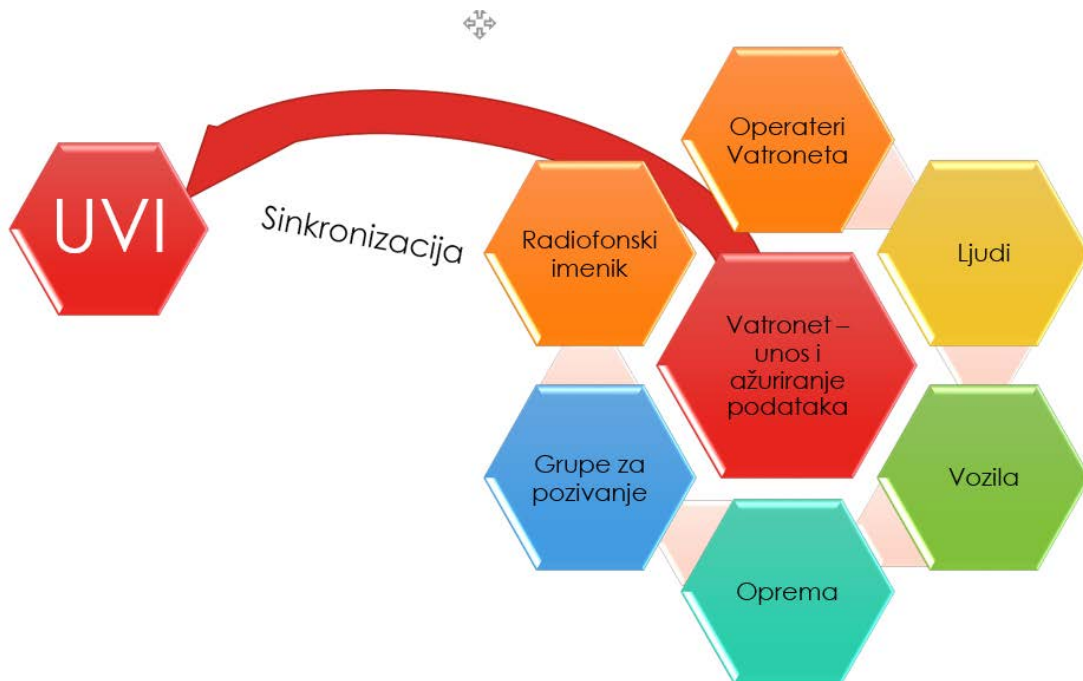 UVI
Sinkronizacija
Operateri
Vatroneta
Radiofonski
imenik
Ljudi
Vatronet –
unos i
ažuriranje
podataka
Grupe za
pozivanje
Vozila
Oprema